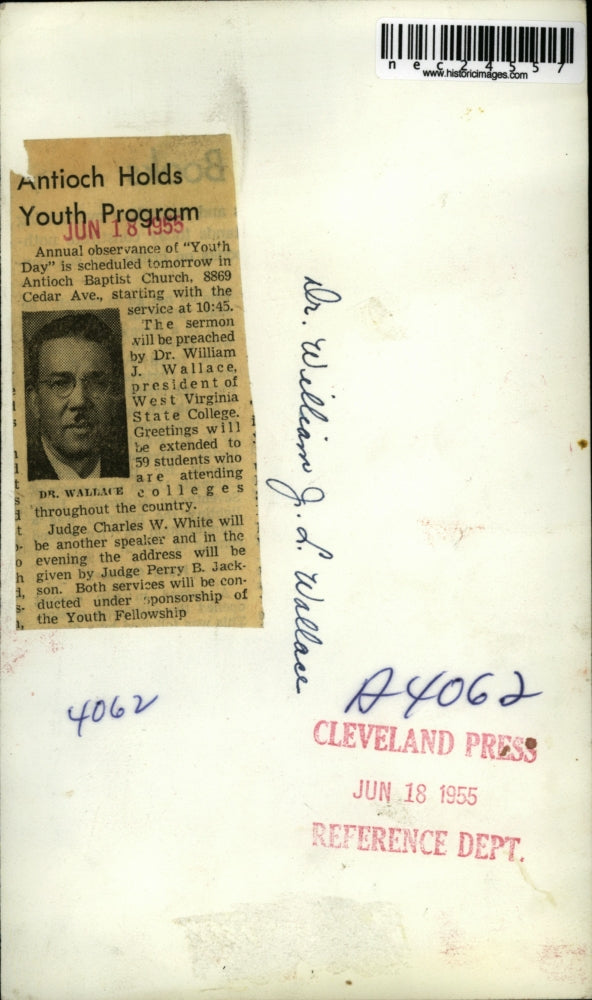 nec24557
www.historicimages.com
Antioch Holds
Youth Program
JUN 18 1955
Annual observance of "Youth
Day" is scheduled tomorrow in
Antioch Baptist Church, 8869
Cedar Ave., starting with the
service at 10:45.
The sermon
will be preached
by Dr. William
J. Wallace,
president of
West Virginia
State College.
Greetings will
be extended to
59 students who
are attending
DR. WALLACE
colleges
throughout the country.
Judge Charles W. White will
be another speaker and in the
evening the address will be
given by Judge Perry B. Jack-
son. Both services will be con-
ducted under sponsorship of
the Youth Fellowship
Dr. William J. L. Wallace
4062
A4062
CLEVELAND PRESS
JUN 18 1955
REFERENCE DEPT.